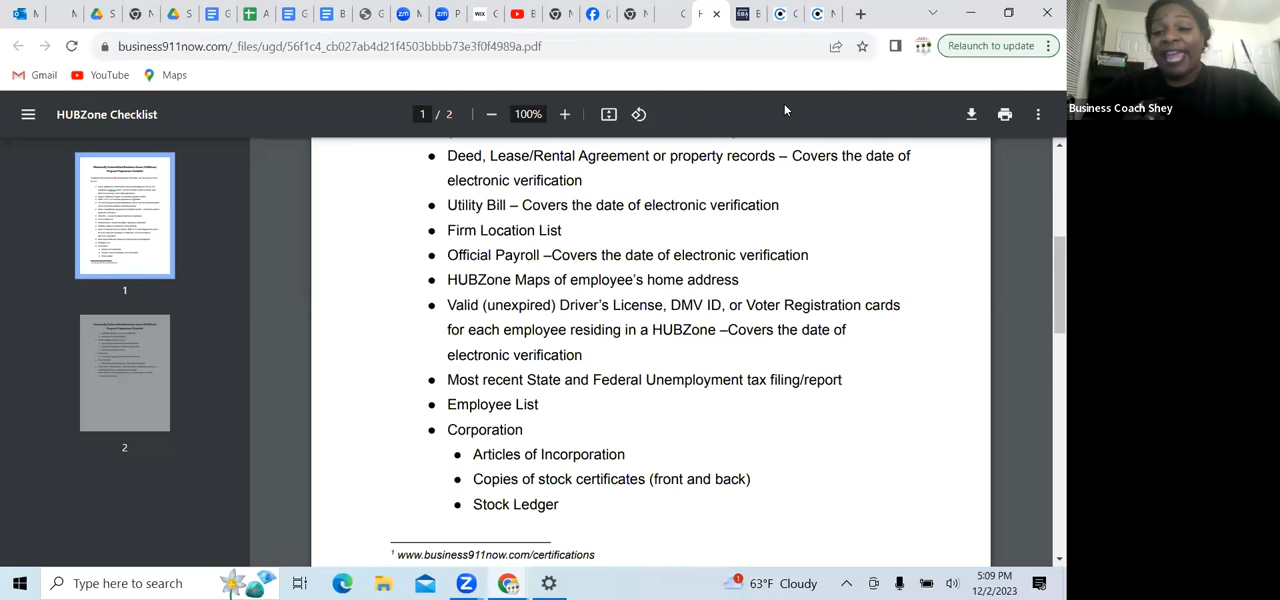 business911now.com/_files/ugd/56f1c4_cb027ab4d21f4503bbbb73e3f0f4989a.pdf
Relaunch to update
Business Coach Shey
Gmail
YouTube
Maps
HUBZone Checklist
1 / 2
100%
● Deed, Lease/Rental Agreement or property records – Covers the date of
electronic verification
● Utility Bill – Covers the date of electronic verification
● Firm Location List
● Official Payroll –Covers the date of electronic verification
● HUBZone Maps of employee's home address
● Valid (unexpired) Driver's License, DMV ID, or Voter Registration cards
for each employee residing in a HUBZone –Covers the date of
electronic verification
● Most recent State and Federal Unemployment tax filing/report
● Employee List
● Corporation
● Articles of Incorporation
● Copies of stock certificates (front and back)
● Stock Ledger
1 www.business911now.com/certifications
1
2
Type here to search
63°F Cloudy
5:09 PM
12/2/2023